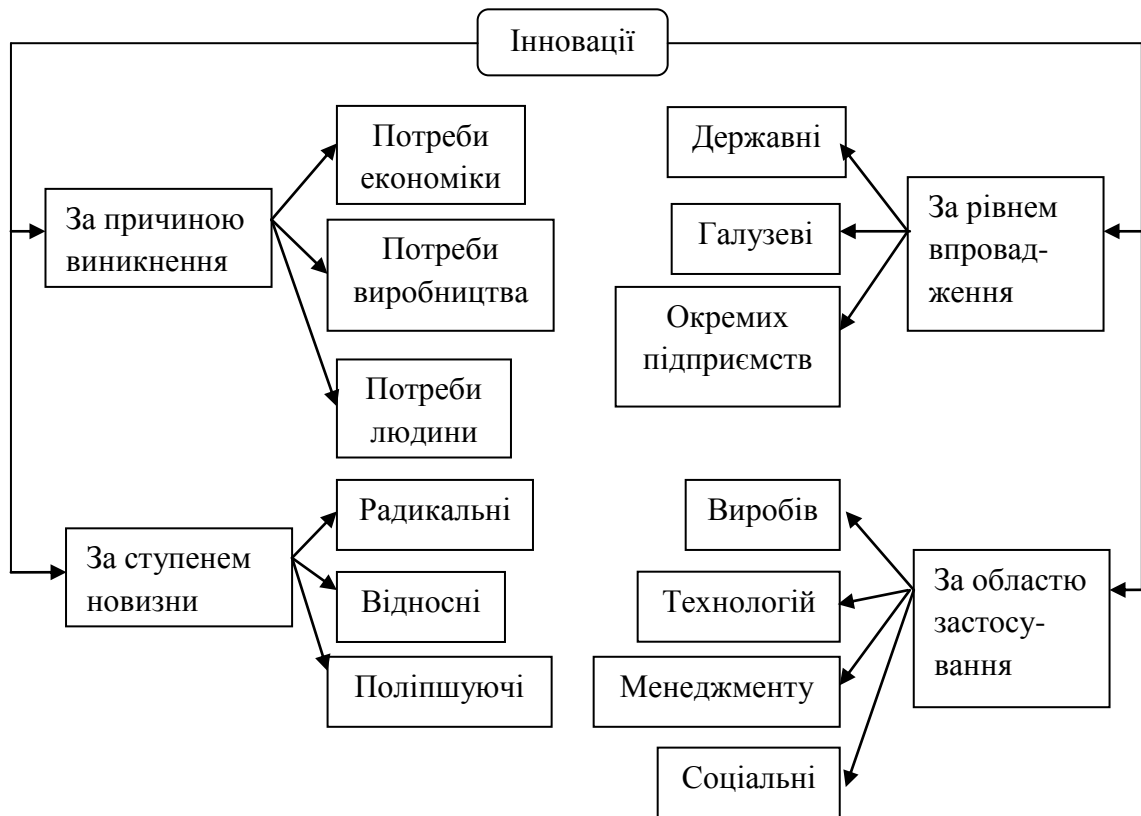 Інновації
За причиною
виникнення
Потреби
економіки
Потреби
виробництва
Потреби
людини
За ступенем
новизни
Радикальні
Відносні
Поліпшуючі
Державні
Галузеві
Окремих
підприємств
За рівнем
впровад-
ження
Виробів
Технологій
Менеджменту
Соціальні
За областю
застосу-
вання